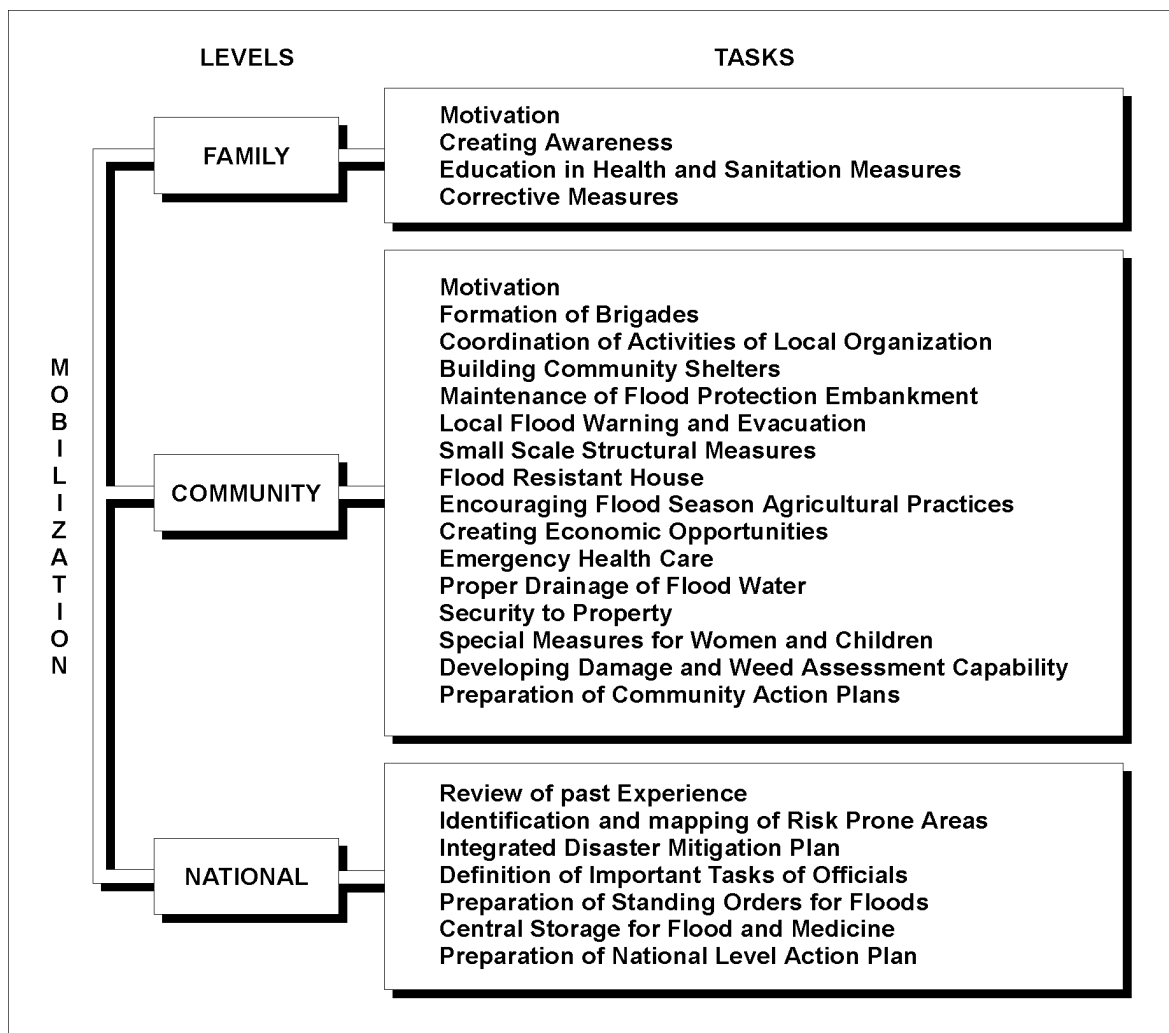 LEVELS
TASKS
MOBILIZATION
FAMILY
Motivation
Creating Awareness
Education in Health and Sanitation Measures
Corrective Measures
COMMUNITY
Motivation
Formation of Brigades
Coordination of Activities of Local Organization
Building Community Shelters
Maintenance of Flood Protection Embankment
Local Flood Warning and Evacuation
Small Scale Structural Measures
Flood Resistant House
Encouraging Flood Season Agricultural Practices
Creating Economic Opportunities
Emergency Health Care
Proper Drainage of Flood Water
Security to Property
Special Measures for Women and Children
Developing Damage and Weed Assessment Capability
Preparation of Community Action Plans
NATIONAL
Review of past Experience
Identification and mapping of Risk Prone Areas
Integrated Disaster Mitigation Plan
Definition of Important Tasks of Officials
Preparation of Standing Orders for Floods
Central Storage for Flood and Medicine
Preparation of National Level Action Plan